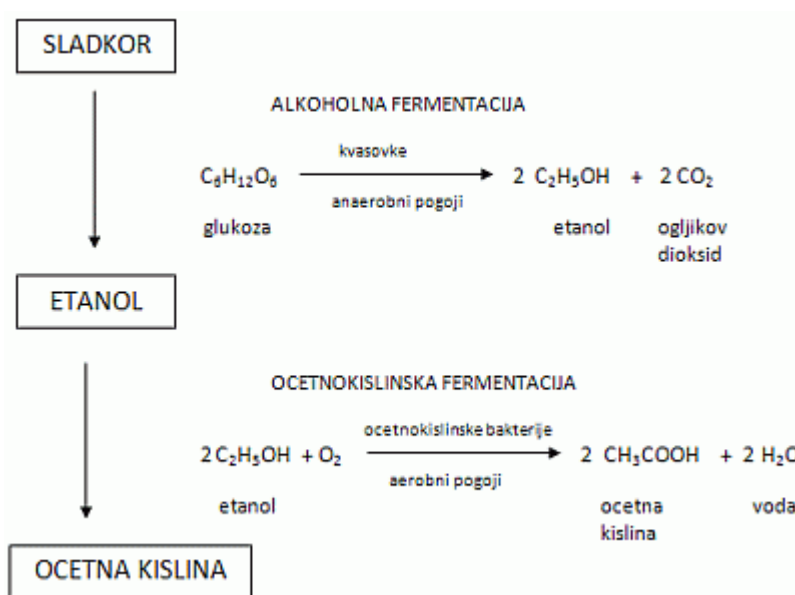 SLADKOR
ALKOHOLNA FERMENTACIJA
kvasovke
C₆H₁₂O₆ 2 C₂H₅OH + 2 CO₂
anaerobni pogoji
glukoza etanol ogljikov
dioksid
ETANOL
OCETNOKISLINSKA FERMENTACIJA
ocetnokislinske bakterije
2 C₂H₅OH + O₂ 2 CH₃COOH + 2 H₂O
aerobni pogoji
etanol ocetna voda
kislina
OCETNA KISLINA